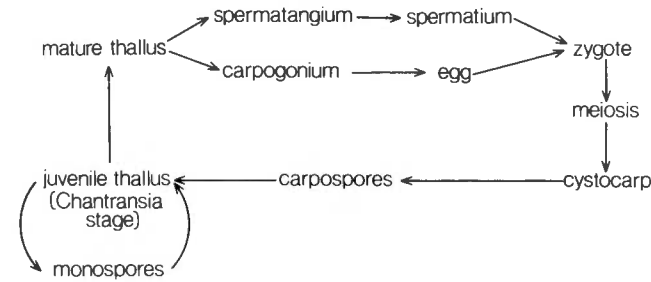 spermatangium spermatium
mature thallus zygote
carpogonium egg
meiosis
juvenile thallus carpospores cystocarp
(Chantransia
stage)
monospores